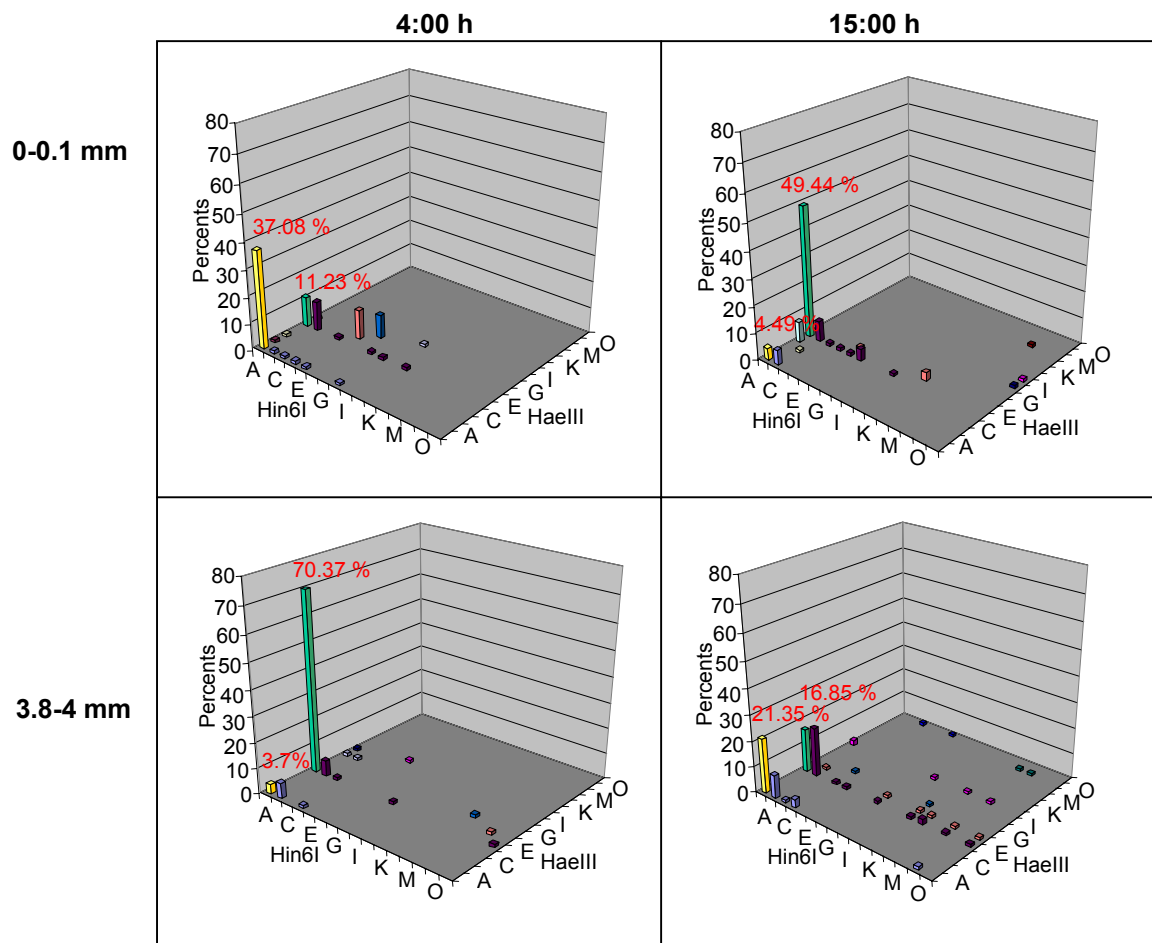 4:00 h
15:00 h
0-0.1 mm
80
70
60
50
40
30
20
10
0
Percents
37.08 %
11.23 %
A C E G I K M O
Hin6I
A C E G I K M O
HaeIII
80
70
60
50
40
30
20
10
0
Percents
49.44 %
4.49 %
A C E G I K M O
Hin6I
A C E G I K M O
HaeIII
3.8-4 mm
80
70
60
50
40
30
20
10
0
Percents
70.37 %
3.7%
A C E G I K M O
Hin6I
A C E G I K M O
HaeIII
80
70
60
50
40
30
20
10
0
Percents
16.85 %
21.35 %
A C E G I K M O
Hin6I
A C E G I K M O
HaeIII